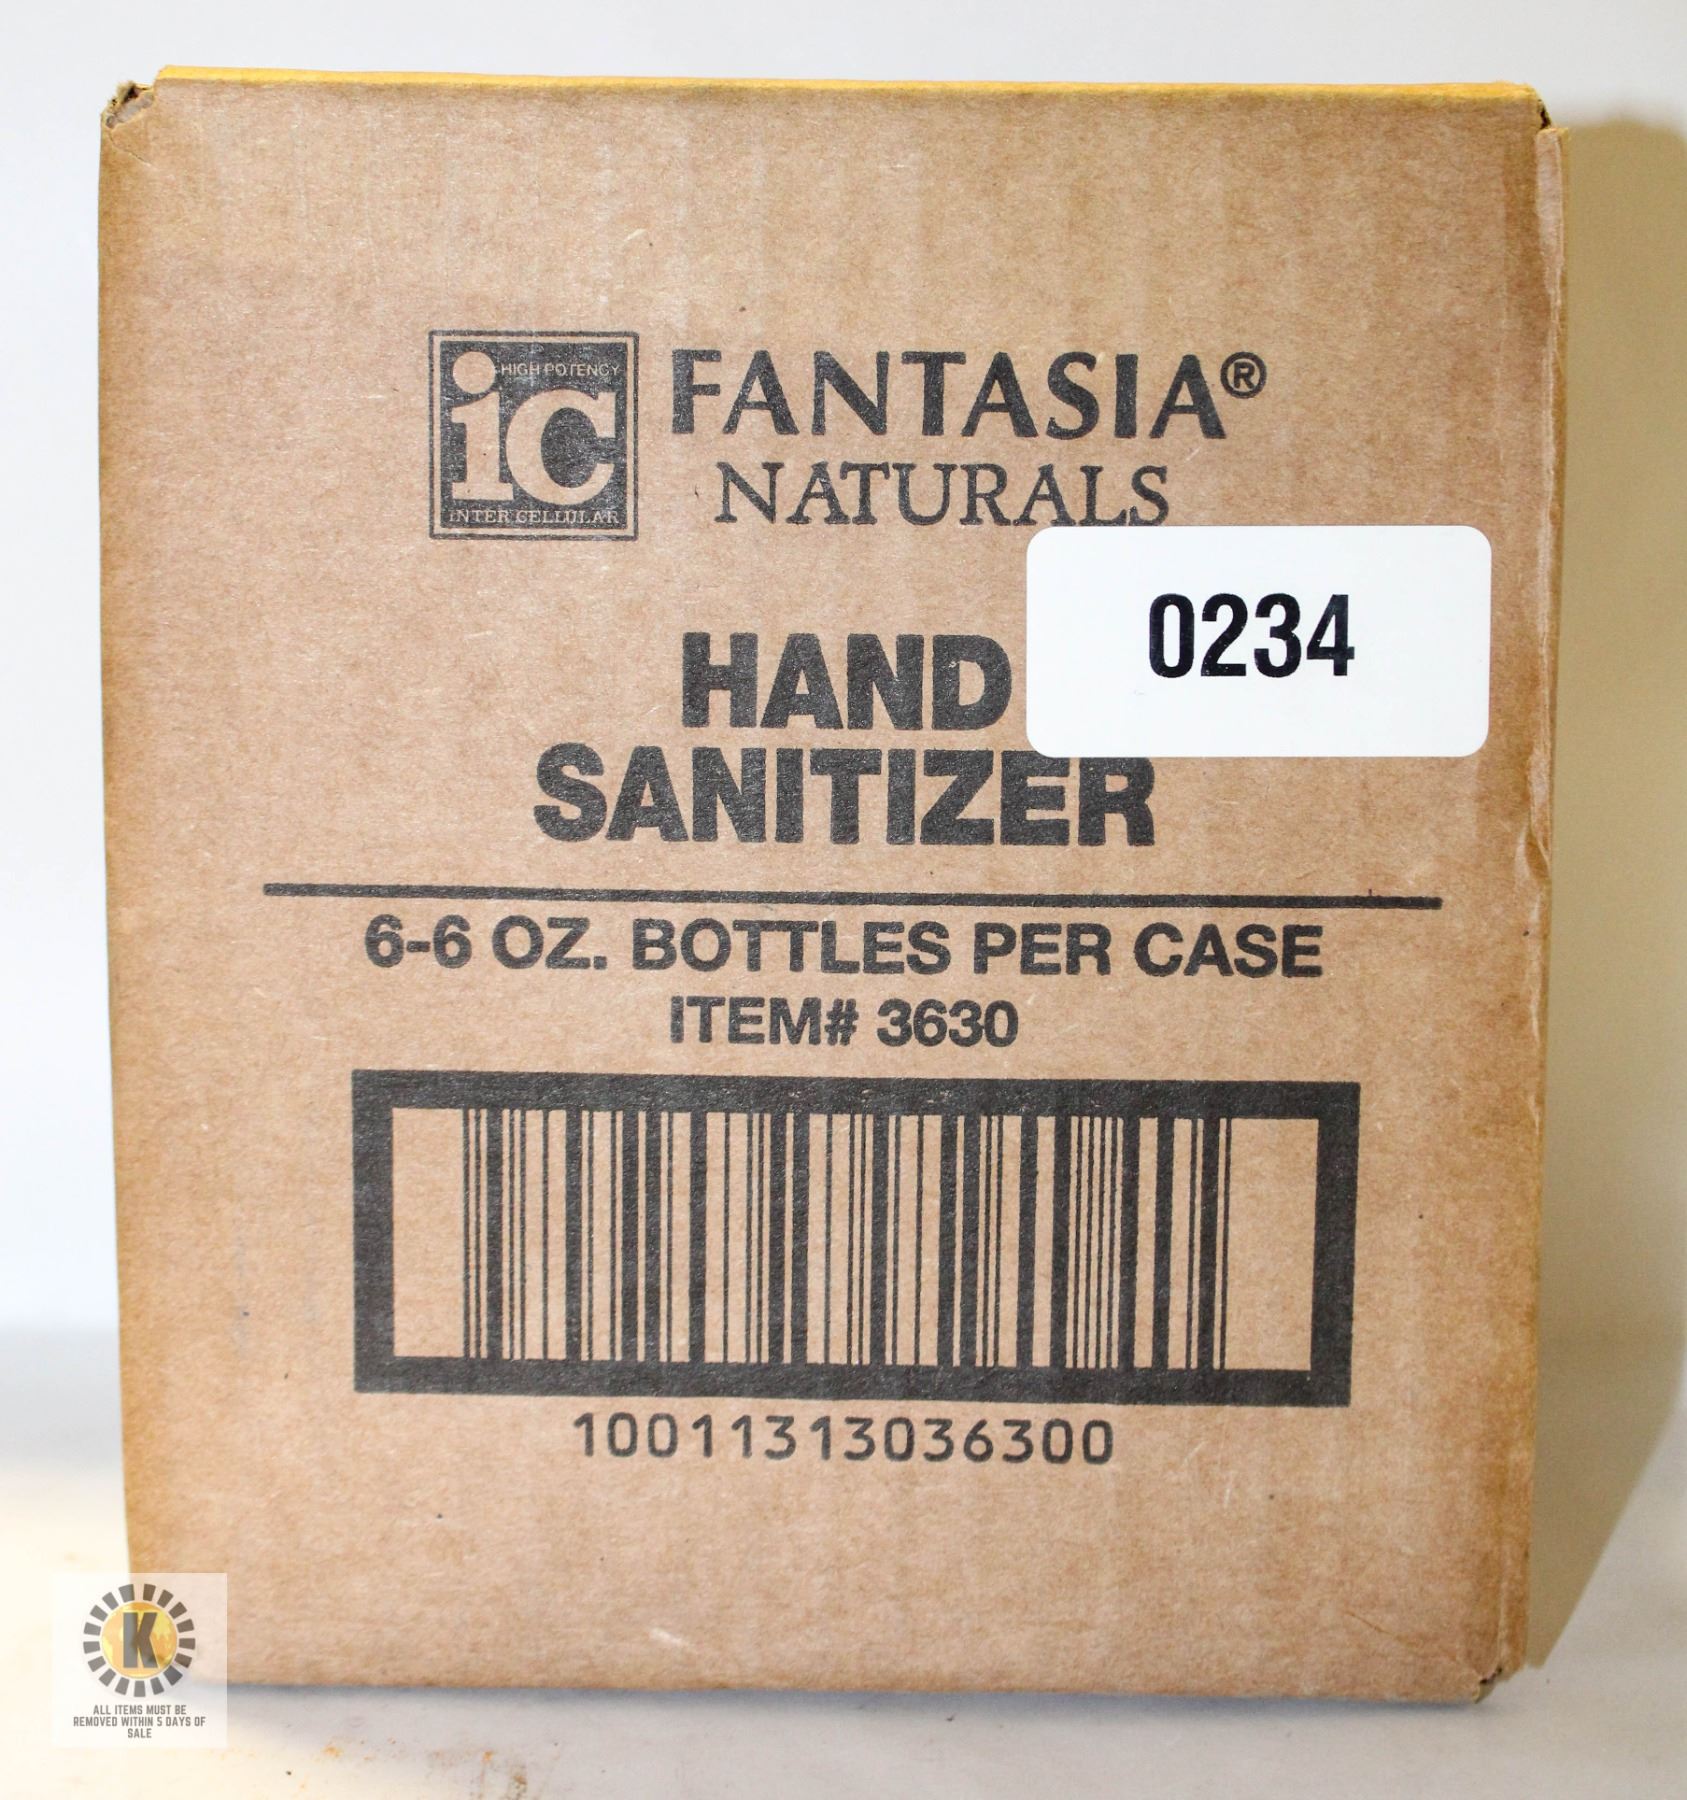 HIGH POTENCY
ic
INTER CELLULAR
FANTASIA®
NATURALS
0234
HAND
SANITIZER
6-6 OZ. BOTTLES PER CASE
ITEM# 3630
10011313036300
K
ALL ITEMS MUST BE
REMOVED WITHIN 5 DAYS OF
SALE